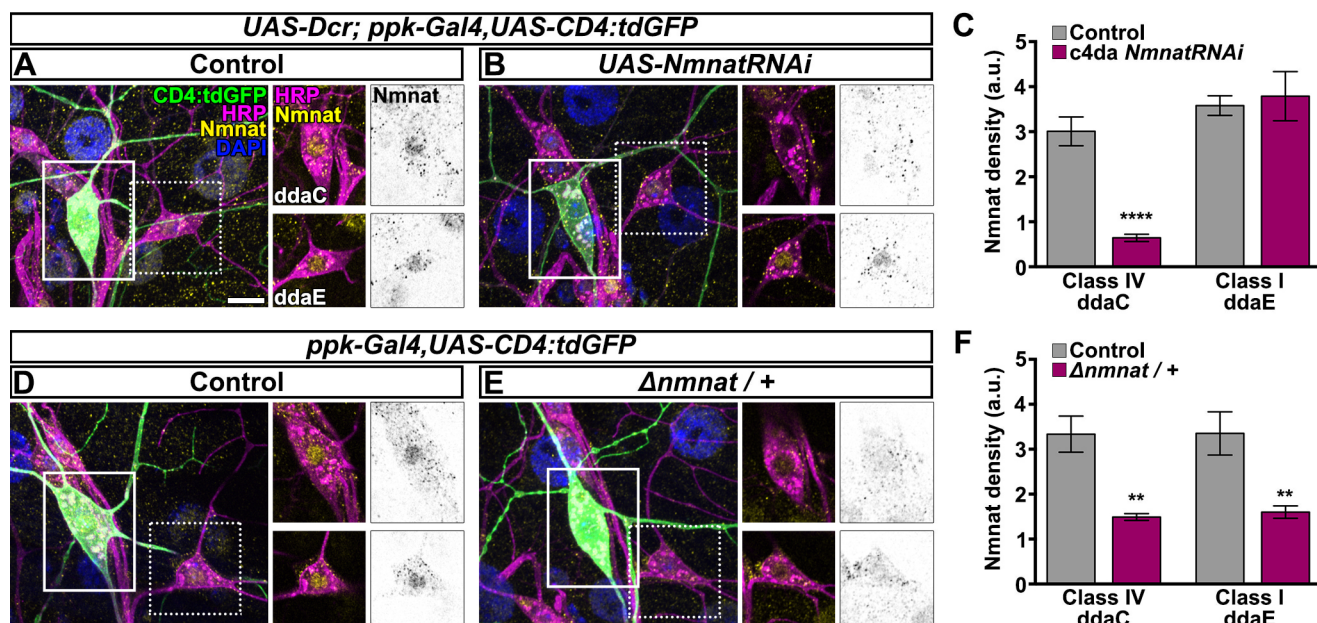 UAS-Dcr; ppk-Gal4,UAS-CD4:tdGFP
A
Control
B
UAS-NmnatRNAi
CD4:tdGFP
HRP
Nmnat
DAPI
HRP
Nmnat
Nmnat
ddaC
ddaE
C
Control
c4da NmnatRNAi
Nmnat density (a.u.)
5
4
3
2
1
0
****
Class IV
ddaC
Class I
ddaE
ppk-Gal4,UAS-CD4:tdGFP
D
Control
E
Δnmnat / +
F
Control
Δnmnat / +
Nmnat density (a.u.)
5
4
3
2
1
0
**
**
Class IV
ddaC
Class I
ddaE